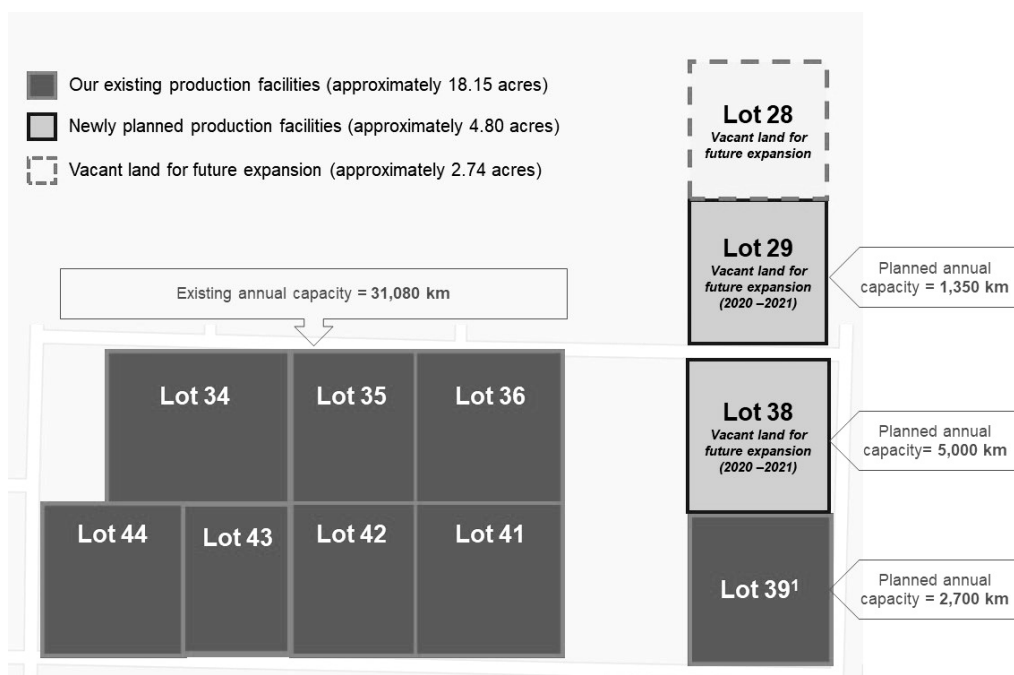 Our existing production facilities (approximately 18.15 acres)
Newly planned production facilities (approximately 4.80 acres)
Vacant land for future expansion (approximately 2.74 acres)
Lot 28
Vacant land for
future expansion
Lot 29
Vacant land for
future expansion
(2020 –2021)
Planned annual
capacity = 1,350 km
Existing annual capacity = 31,080 km
Lot 34
Lot 35
Lot 36
Lot 38
Vacant land for
future expansion
(2020 –2021)
Planned annual
capacity= 5,000 km
Lot 44
Lot 43
Lot 42
Lot 41
Lot 39¹
Planned annual
capacity = 2,700 km